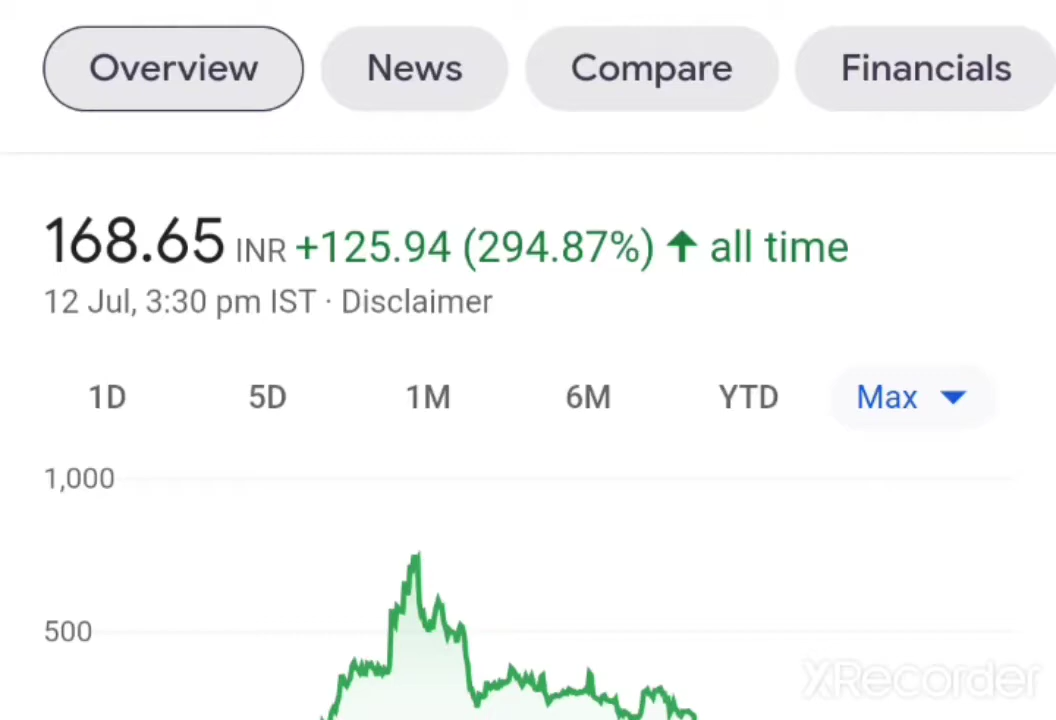 Overview News Compare Financials
168.65 INR +125.94 (294.87%) ↑ all time
12 Jul, 3:30 pm IST · Disclaimer
1D 5D 1M 6M YTD Max
1,000
500
XRecorder